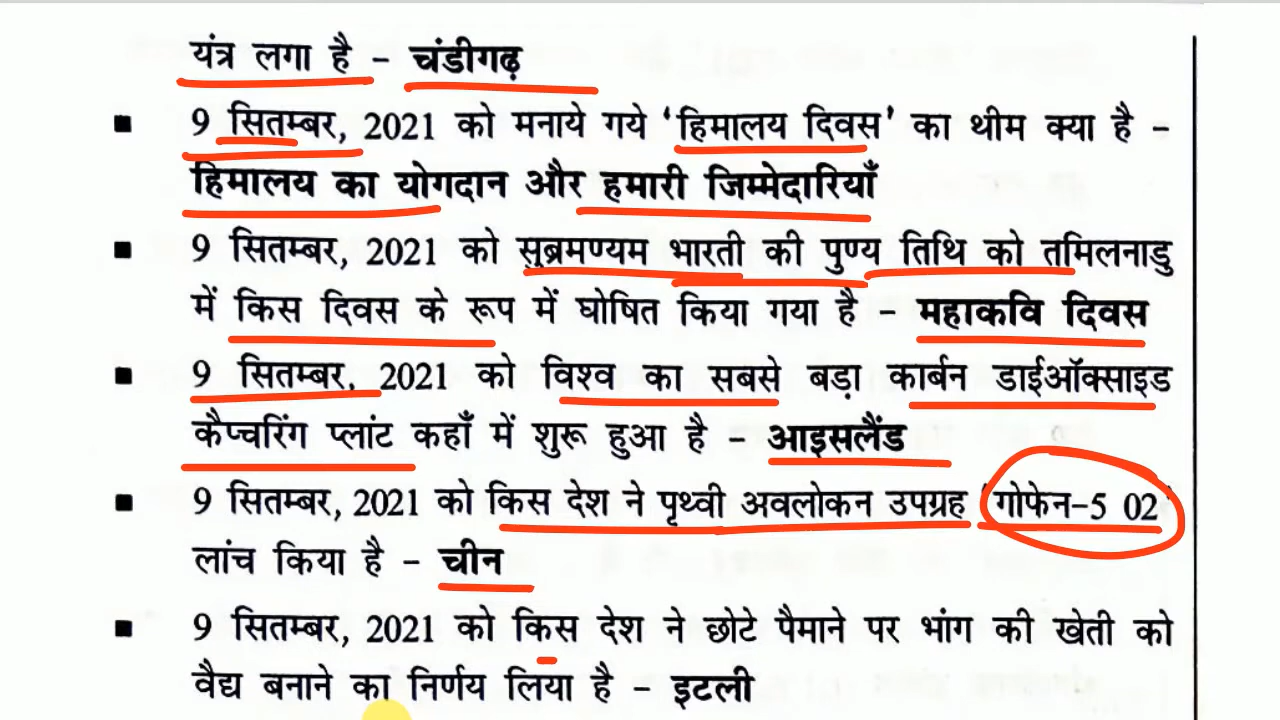 यंत्र लगा है – चंडीगढ़
▪ 9 सितम्बर, 2021 को मनाये गये ‘हिमालय दिवस’ का थीम क्या है –
हिमालय का योगदान और हमारी जिम्मेदारियाँ
▪ 9 सितम्बर, 2021 को सुब्रमण्यम भारती की पुण्य तिथि को तमिलनाडु
में किस दिवस के रूप में घोषित किया गया है – महाकवि दिवस
▪ 9 सितम्बर, 2021 को विश्व का सबसे बड़ा कार्बन डाईऑक्साइड
कैप्चरिंग प्लांट कहाँ में शुरू हुआ है – आइसलैंड
▪ 9 सितम्बर, 2021 को किस देश ने पृथ्वी अवलोकन उपग्रह ‘गोफेन-5 02’
लांच किया है – चीन
▪ 9 सितम्बर, 2021 को किस देश ने छोटे पैमाने पर भांग की खेती को
वैद्य बनाने का निर्णय लिया है – इटली